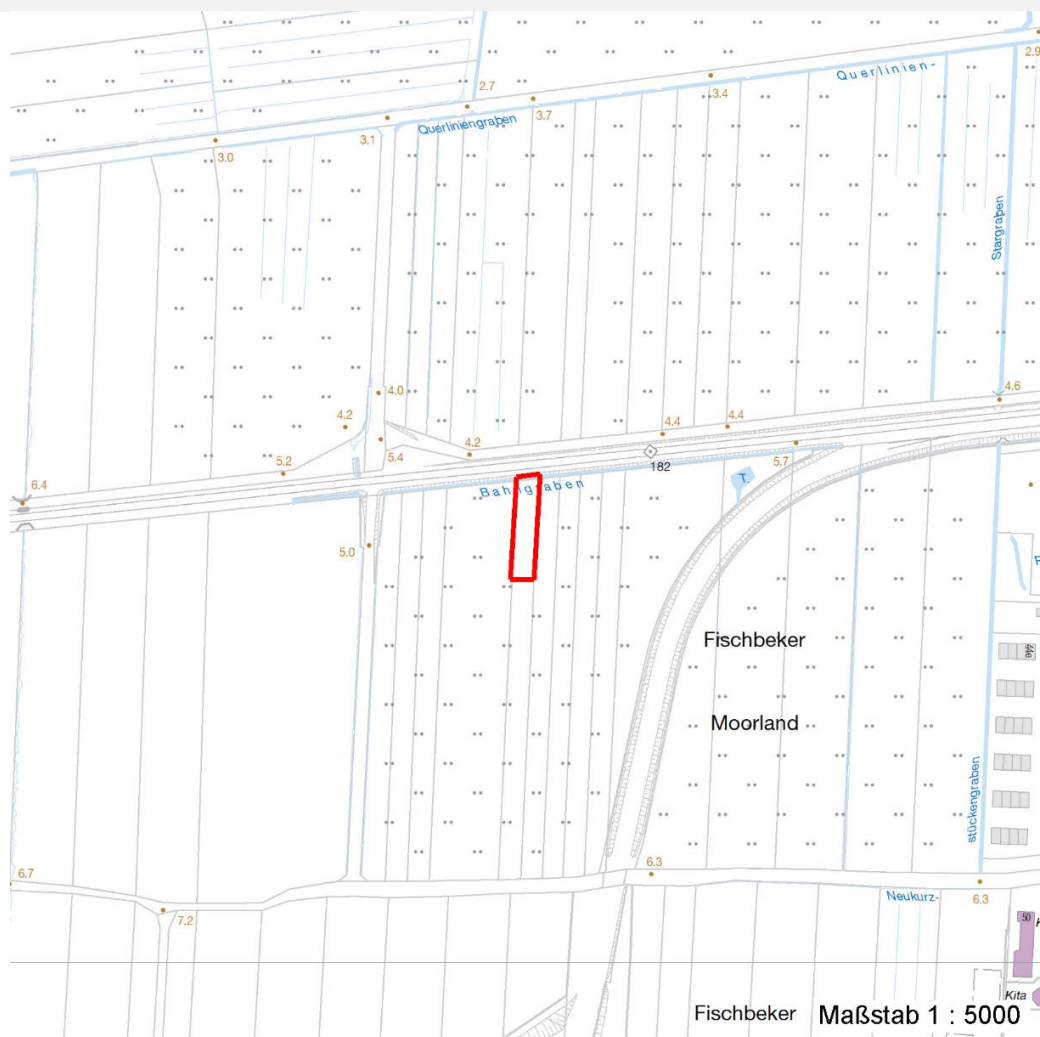 2.9
Querlinien-
3.4
2.7
3.7
Querliniengraben
3.1
3.0
Stargraben
4.0
4.6
4.2
4.4
4.4
5.4
4.2
5.7
5.2
182
T.
6.4
Bahngraben
5.0
44e
Fischbeker
Moorland
stückengraben
6.3
6.7
Neukurz-
6.3
7.2
50
Kita
Fischbeker
Maßstab 1 : 5000